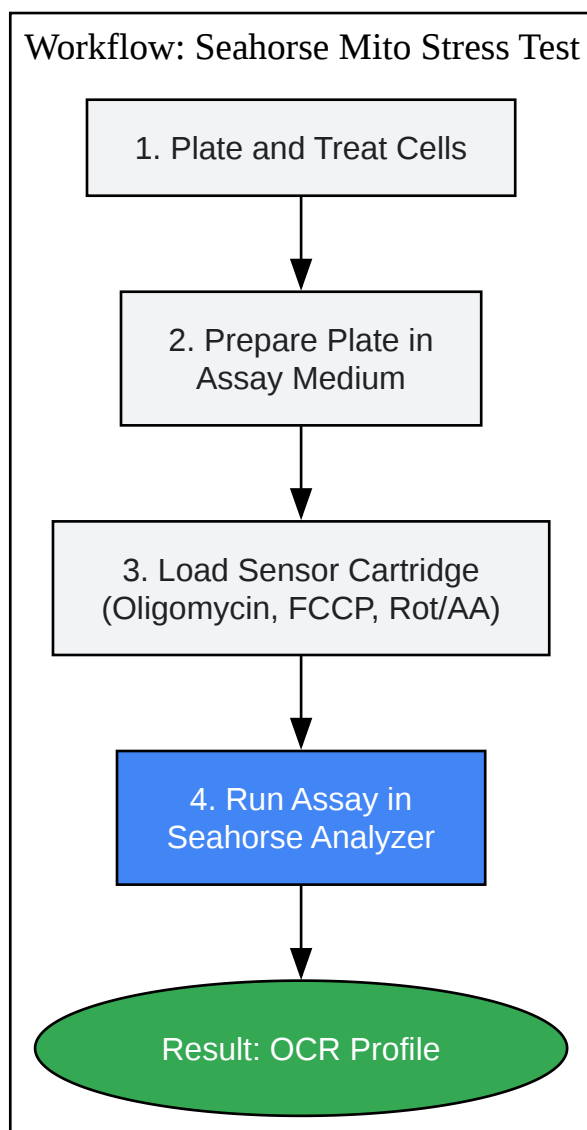 Workflow: Seahorse Mito Stress Test
1. Plate and Treat Cells
2. Prepare Plate in
Assay Medium
3. Load Sensor Cartridge
(Oligomycin, FCCP, Rot/AA)
4. Run Assay in
Seahorse Analyzer
Result: OCR Profile